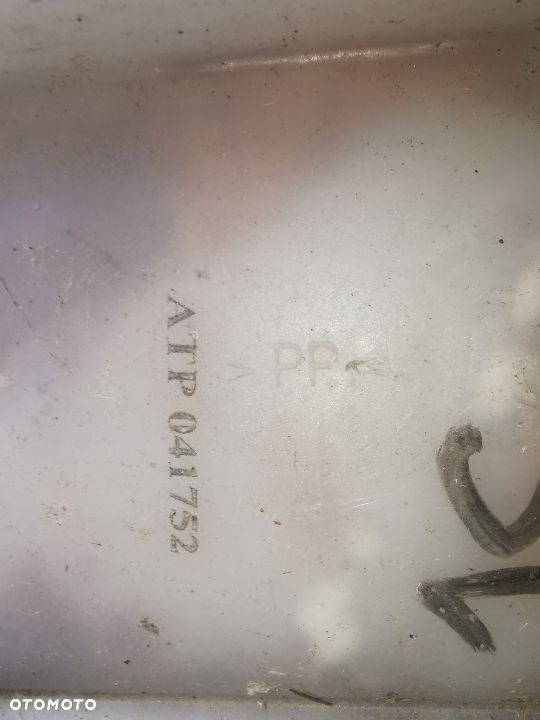 ATP 041752
> PP <
OTOMOTO